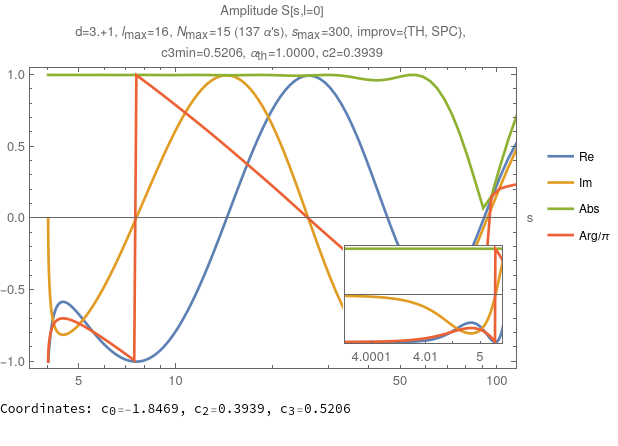 Amplitude S[s,l=0]
d=3.+1, lmax=16, Nmax=15 (137 α's), smax=300, improv={TH, SPC},
c3min=0.5206, αth=1.0000, c2=0.3939
1.0
0.5
0.0
-0.5
-1.0
5
10
50
100
s
4.0001
4.01
5
Re
Im
Abs
Arg/π
Coordinates: c0=-1.8469, c2=0.3939, c3=0.5206